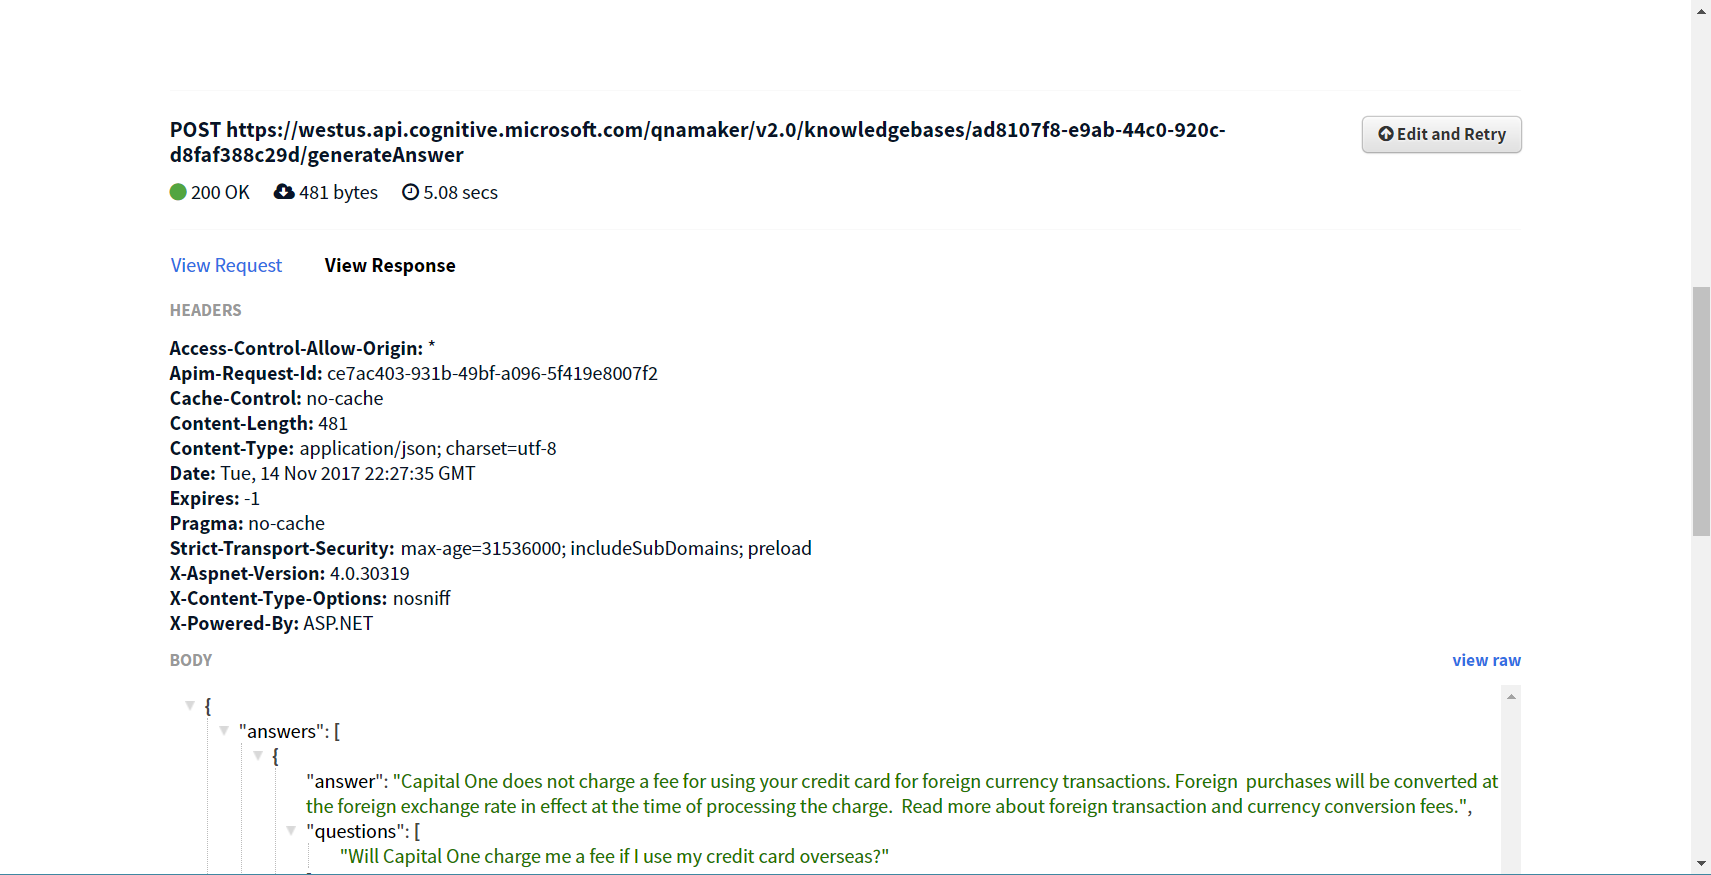 POST https://westus.api.cognitive.microsoft.com/qnamaker/v2.0/knowledgebases/ad8107f8-e9ab-44c0-920c-
d8faf388c29d/generateAnswer
Edit and Retry
200 OK 481 bytes 5.08 secs
View Request View Response
HEADERS
Access-Control-Allow-Origin: *
Apim-Request-Id: ce7ac403-931b-49bf-a096-5f419e8007f2
Cache-Control: no-cache
Content-Length: 481
Content-Type: application/json; charset=utf-8
Date: Tue, 14 Nov 2017 22:27:35 GMT
Expires: -1
Pragma: no-cache
Strict-Transport-Security: max-age=31536000; includeSubDomains; preload
X-Aspnet-Version: 4.0.30319
X-Content-Type-Options: nosniff
X-Powered-By: ASP.NET
BODY view raw
{
"answers": [
{
"answer": "Capital One does not charge a fee for using your credit card for foreign currency transactions. Foreign  purchases will be converted at
the foreign exchange rate in effect at the time of processing the charge.  Read more about foreign transaction and currency conversion fees.",
"questions": [
"Will Capital One charge me a fee if I use my credit card overseas?"